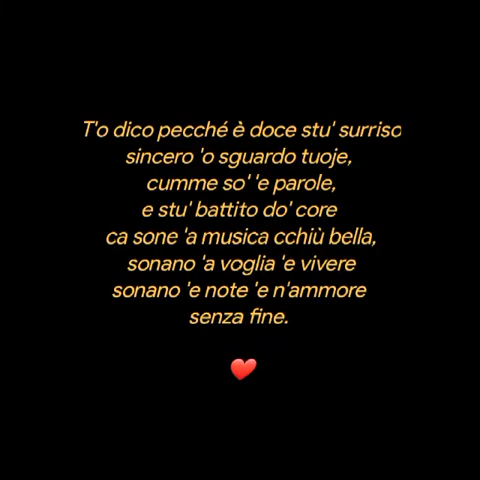 T'o dico pecché è doce stu' surriso
sincero 'o sguardo tuoje,
cumme so' 'e parole,
e stu' battito do' core
ca sone 'a musica cchiù bella,
sonano 'a voglia 'e vivere
sonano 'e note 'e n'ammore
senza fine.
❤️